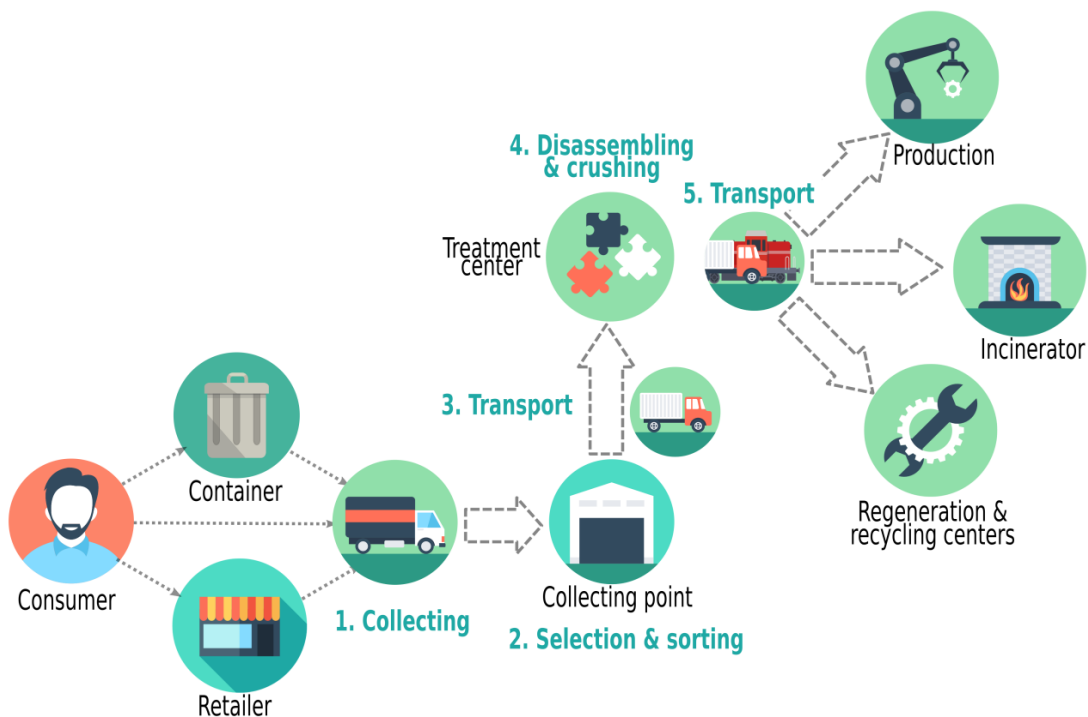 Consumer
Container
Retailer
1. Collecting
Collecting point
2. Selection & sorting
3. Transport
Treatment
center
4. Disassembling
& crushing
5. Transport
Production
Incinerator
Regeneration &
recycling centers